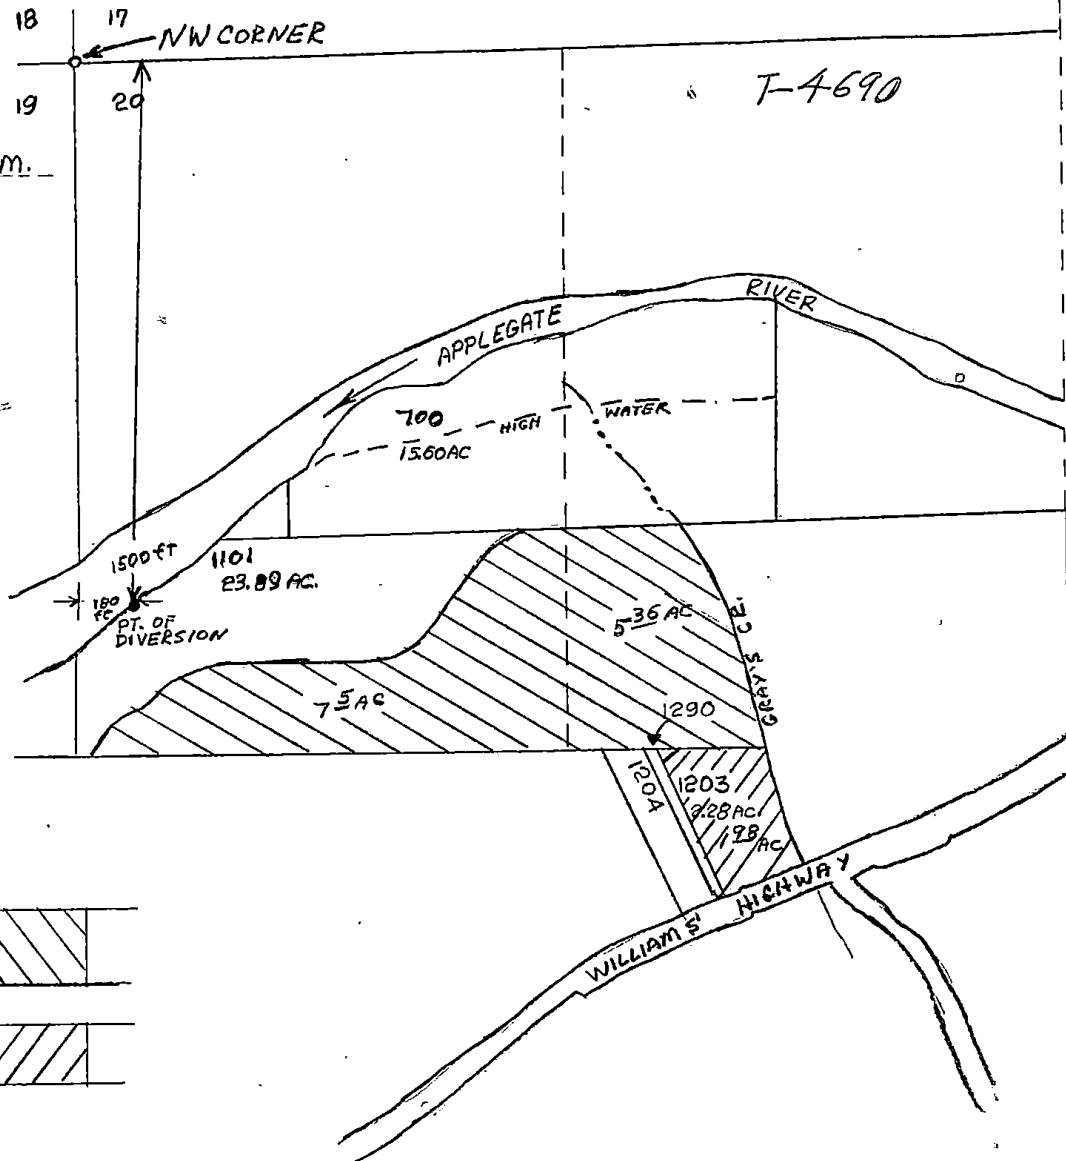 18 17
NW CORNER
T-4690
19 20
M.
RIVER
APPLEGATE
700
HIGH WATER
15.60AC
1500 ft
1101
23.89 AC.
180
ft
PT. OF
DIVERSION
5 36 AC
GRAY'S CR.
7 5 AC
1290
1204
1203
2.28 AC.
1 98 AC
WILLIAMS HIGHWAY